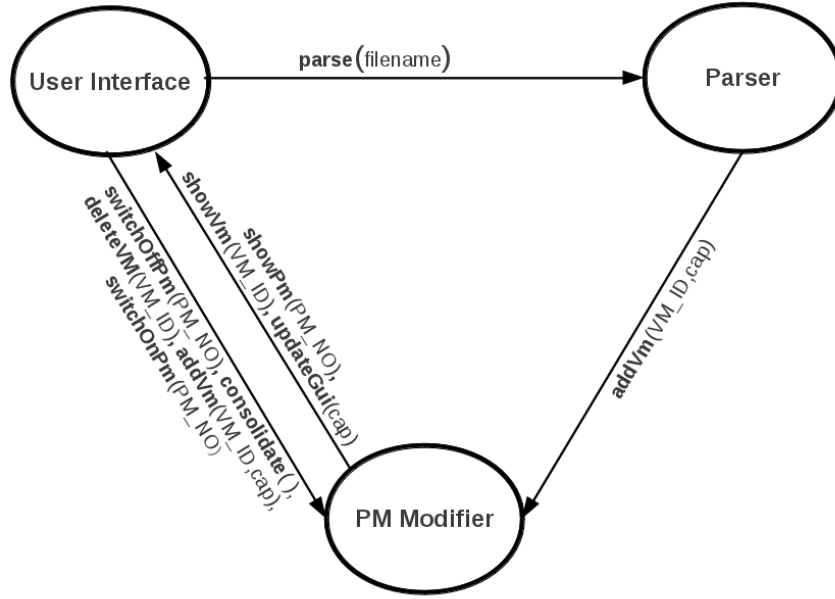 parse(filename)
User Interface
Parser
switchOffPm(PM_NO), consolidate(),
deleteVM(VM_ID), addVm(VM_ID,cap),
switchOnPm(PM_NO)
showPm(PM_NO),
showVm(VM_ID), updateGui(cap)
addVm(VM_ID,cap)
PM Modifier